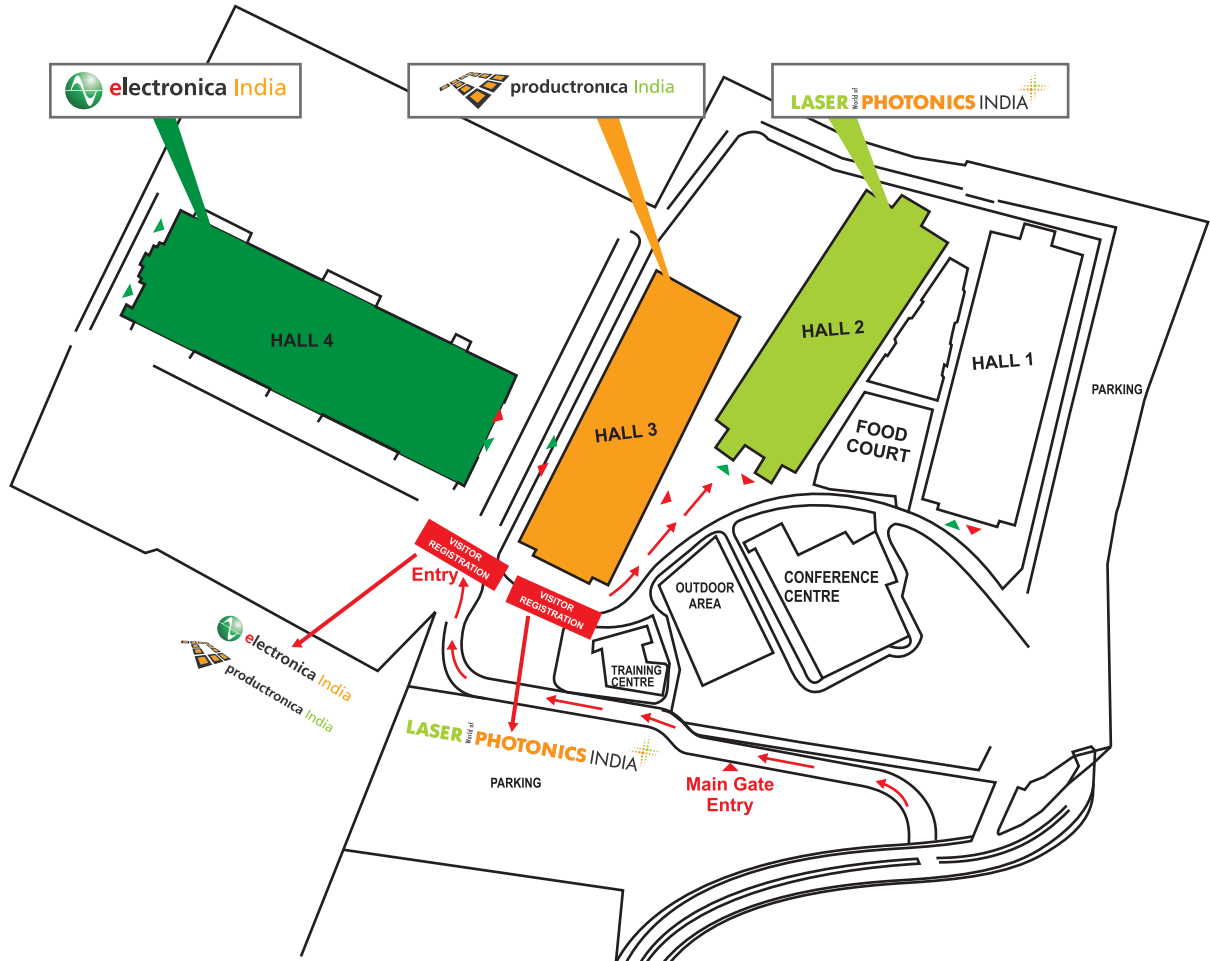 electronica India
productronica India
LASER World of PHOTONICS INDIA
HALL 4
HALL 3
HALL 2
HALL 1
PARKING
FOOD
COURT
VISITOR
REGISTRATION
Entry
VISITOR
REGISTRATION
OUTDOOR
AREA
CONFERENCE
CENTRE
TRAINING
CENTRE
electronica India
productronica India
LASER World of PHOTONICS INDIA
PARKING
Main Gate
Entry